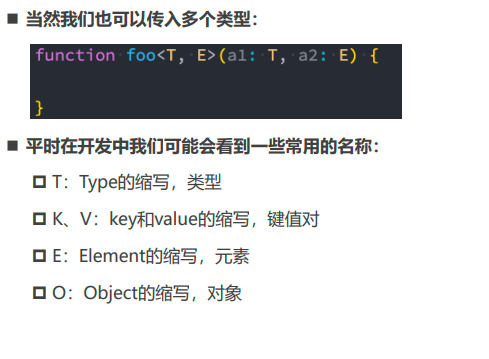 当然我们也可以传入多个类型：
function foo<T, E>(a1: T, a2: E) {
}
平时在开发中我们可能会看到一些常用的名称：
T：Type的缩写，类型
K、V：key和value的缩写，键值对
E：Element的缩写，元素
O：Object的缩写，对象